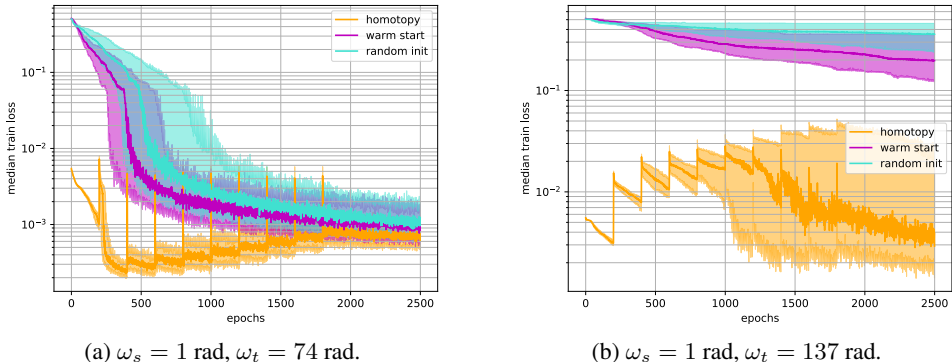 homotopy
warm start
random init
median train loss
10⁻¹
10⁻²
10⁻³
0
500
1000
1500
2000
2500
epochs
(a) ωₛ = 1 rad, ωₜ = 74 rad.
homotopy
warm start
random init
median train loss
10⁻¹
10⁻²
0
500
1000
1500
2000
2500
epochs
(b) ωₛ = 1 rad, ωₜ = 137 rad.